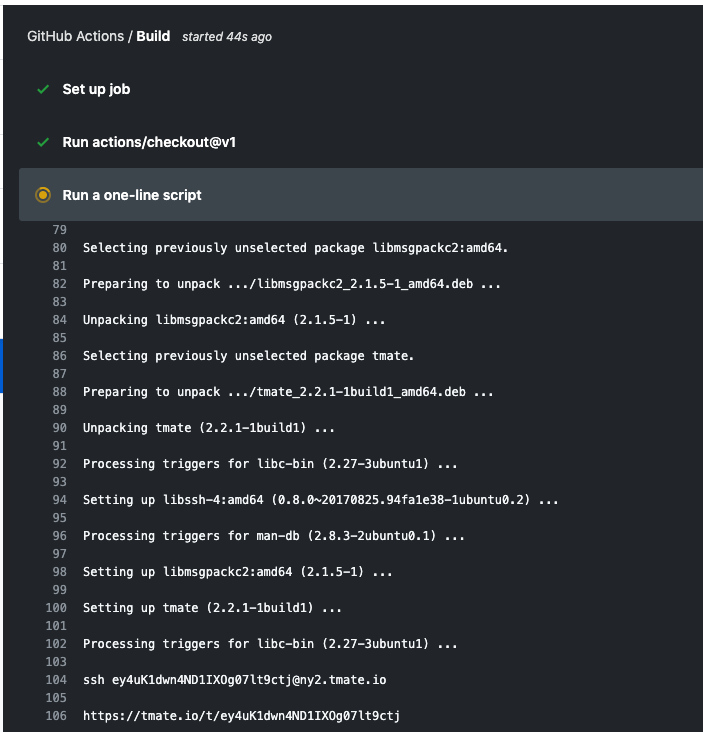 GitHub Actions / Build started 44s ago
Set up job
Run actions/checkout@v1
Run a one-line script
79
80 Selecting previously unselected package libmsgpackc2:amd64.
81
82 Preparing to unpack .../libmsgpackc2_2.1.5-1_amd64.deb ...
83
84 Unpacking libmsgpackc2:amd64 (2.1.5-1) ...
85
86 Selecting previously unselected package tmate.
87
88 Preparing to unpack .../tmate_2.2.1-1build1_amd64.deb ...
89
90 Unpacking tmate (2.2.1-1build1) ...
91
92 Processing triggers for libc-bin (2.27-3ubuntu1) ...
93
94 Setting up libssh-4:amd64 (0.8.0~20170825.94fa1e38-1ubuntu0.2) ...
95
96 Processing triggers for man-db (2.8.3-2ubuntu0.1) ...
97
98 Setting up libmsgpackc2:amd64 (2.1.5-1) ...
99
100 Setting up tmate (2.2.1-1build1) ...
101
102 Processing triggers for libc-bin (2.27-3ubuntu1) ...
103
104 ssh ey4uK1dwn4ND1IXOg07lt9ctj@ny2.tmate.io
105
106 https://tmate.io/t/ey4uK1dwn4ND1IXOg07lt9ctj